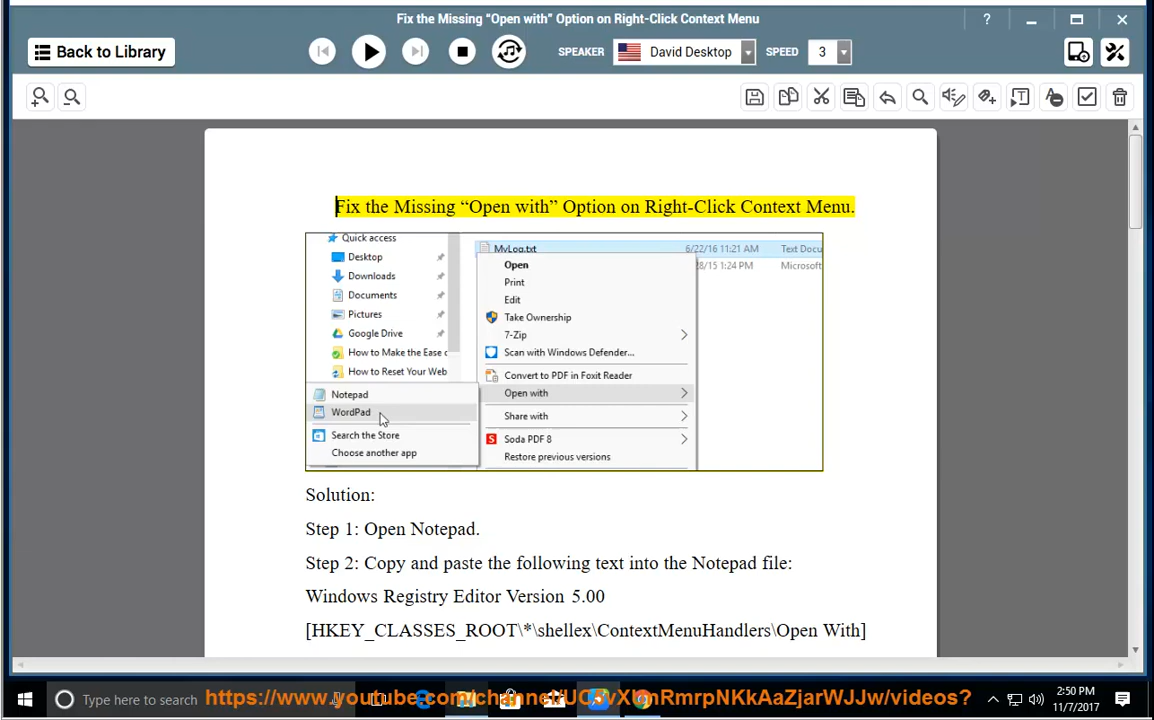 Fix the Missing “Open with” Option on Right-Click Context Menu
?
Back to Library
SPEAKER
David Desktop
SPEED
3
Fix the Missing “Open with” Option on Right-Click Context Menu.
Quick access
Desktop
Downloads
Documents
Pictures
Google Drive
How to Make the Ease
How to Reset Your Web
Notepad
WordPad
Search the Store
Choose another app
MyLog.txt 6/22/16 11:21 AM Text Docu
8/15 1:24 PM Microsoft
Open
Print
Edit
Take Ownership
7-Zip
Scan with Windows Defender...
Convert to PDF in Foxit Reader
Open with
Share with
Soda PDF 8
Restore previous versions
Solution:
Step 1: Open Notepad.
Step 2: Copy and paste the following text into the Notepad file:
Windows Registry Editor Version 5.00
[HKEY_CLASSES_ROOT\*\shellex\ContextMenuHandlers\Open With]
Type here to search
2:50 PM
11/7/2017